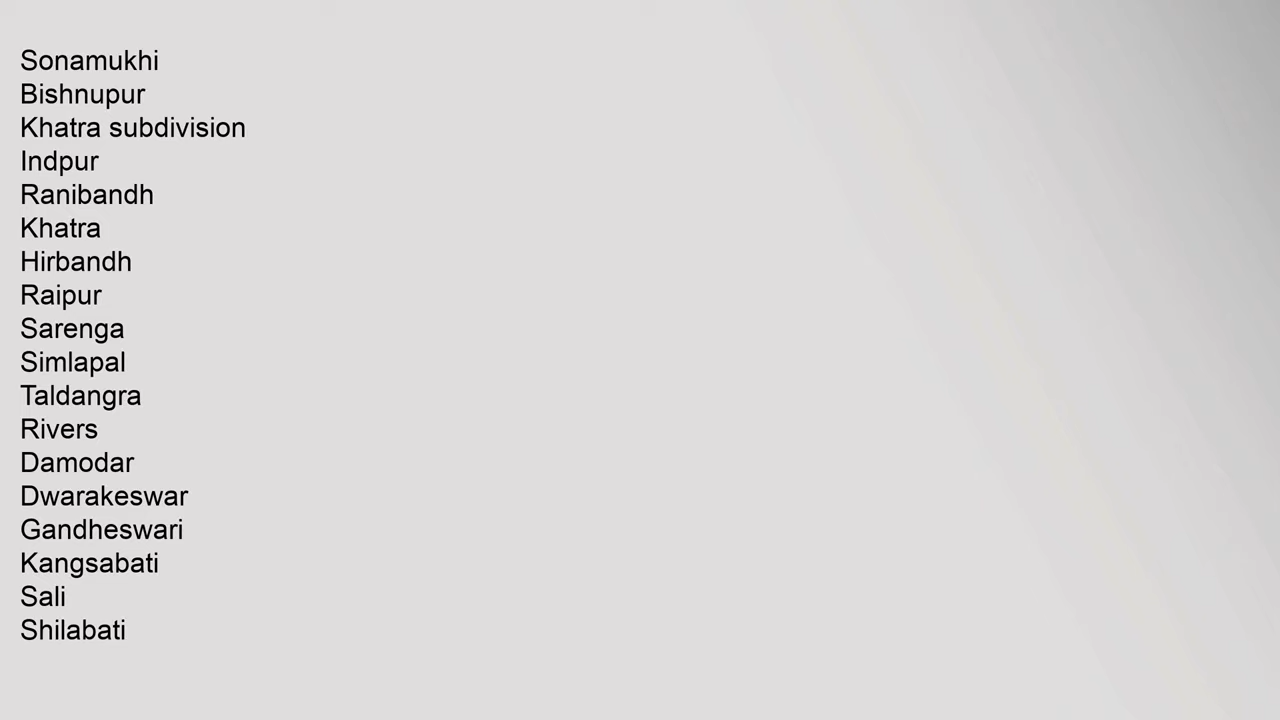 Sonamukhi
Bishnupur
Khatra subdivision
Indpur
Ranibandh
Khatra
Hirbandh
Raipur
Sarenga
Simlapal
Taldangra
Rivers
Damodar
Dwarakeswar
Gandheswari
Kangsabati
Sali
Shilabati